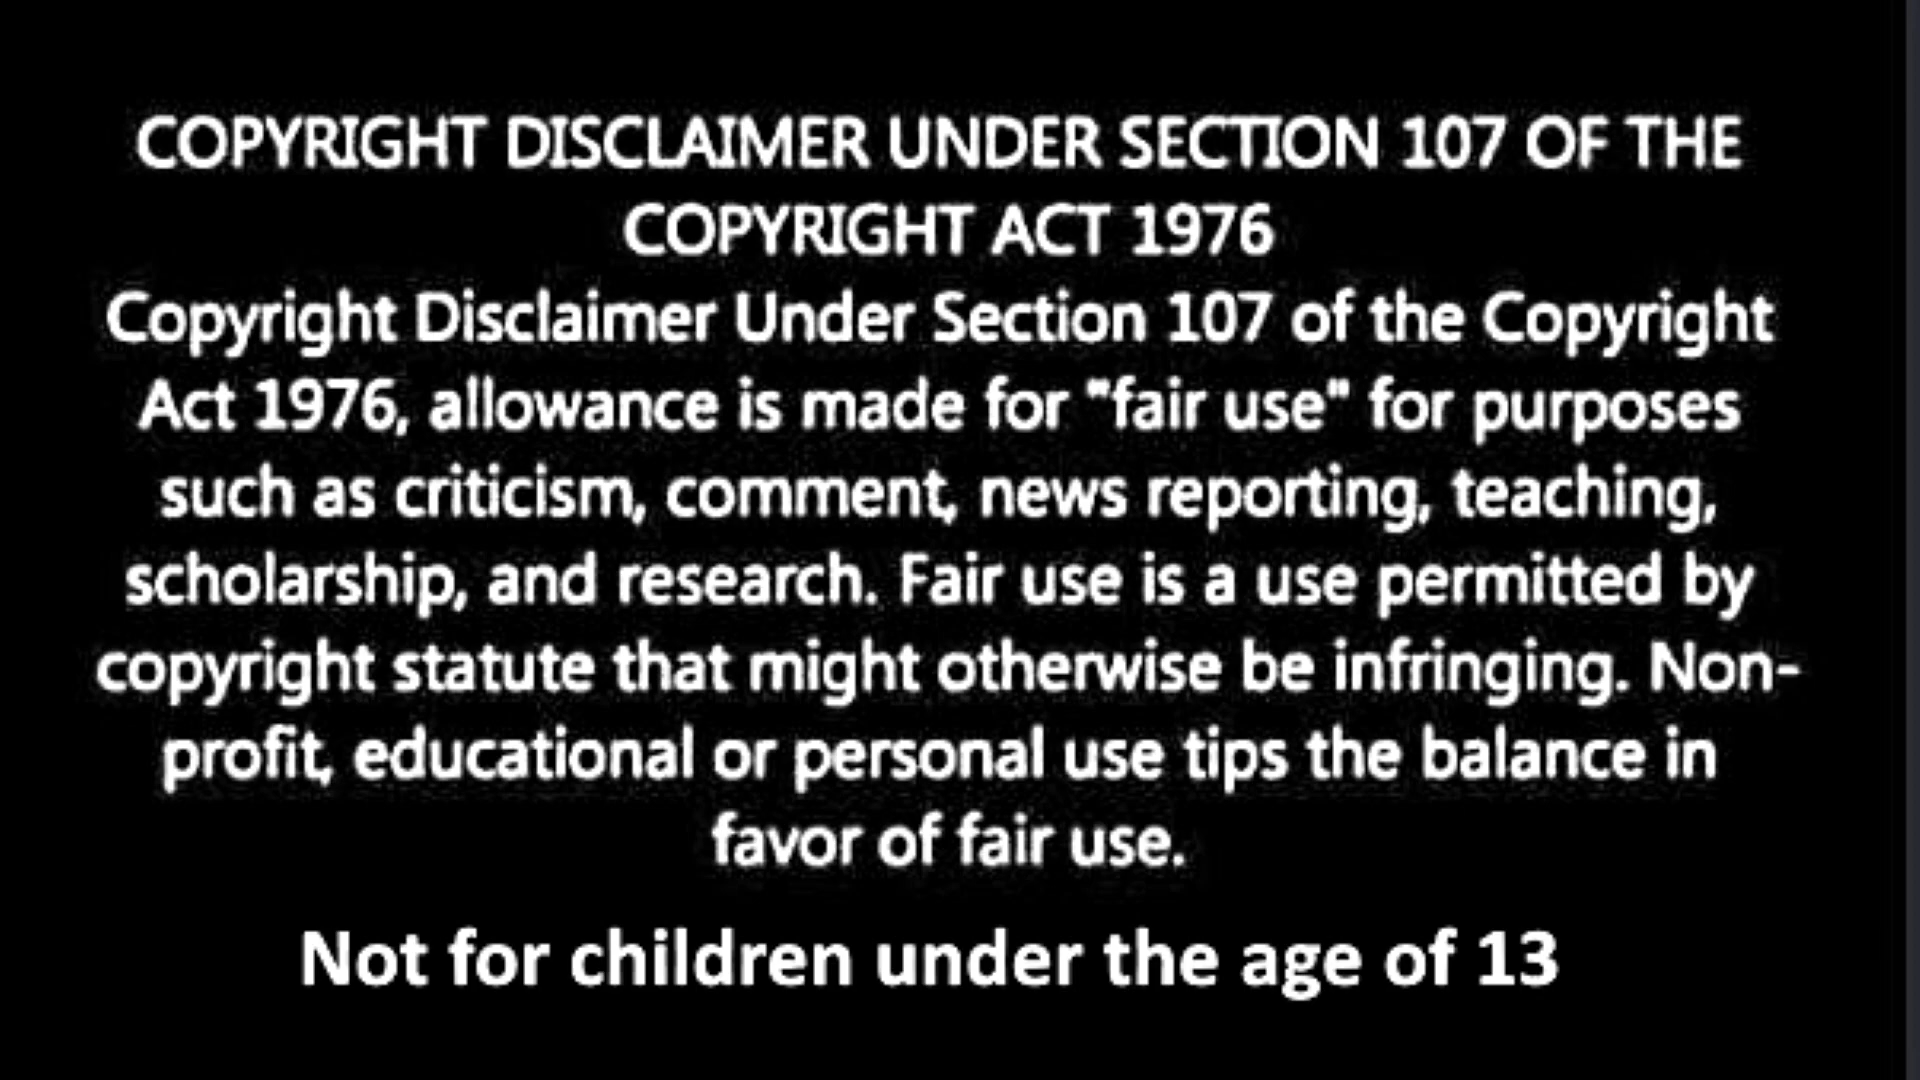 COPYRIGHT DISCLAIMER UNDER SECTION 107 OF THE
COPYRIGHT ACT 1976
Copyright Disclaimer Under Section 107 of the Copyright
Act 1976, allowance is made for "fair use" for purposes
such as criticism, comment, news reporting, teaching,
scholarship, and research. Fair use is a use permitted by
copyright statute that might otherwise be infringing. Non-
profit, educational or personal use tips the balance in
favor of fair use.
Not for children under the age of 13